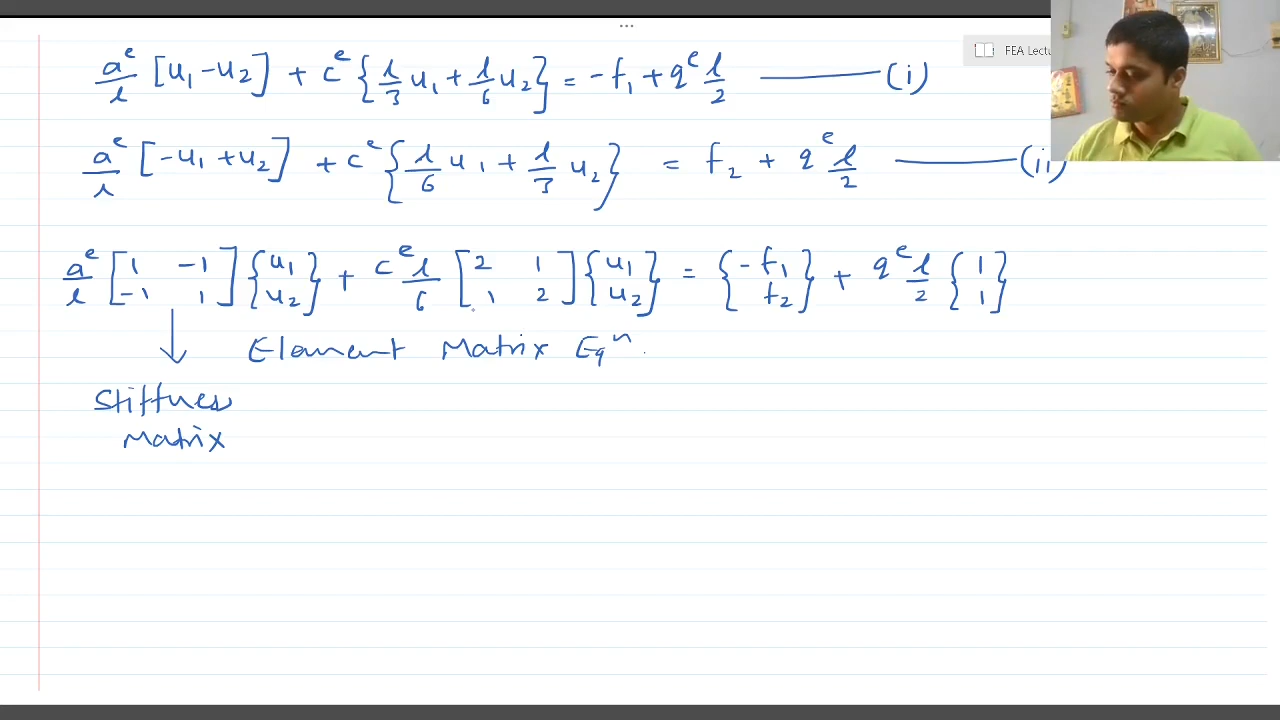 ...
FEA Lectu
a^e/l [u₁ - u₂] + c^e {l/3 u₁ + l/6 u₂} = -f₁ + q^e l/2 ——— (i)
a^e/l [-u₁ + u₂] + c^e {l/6 u₁ + l/3 u₂} = f₂ + q^e l/2 ——— (ii)
a^e/l [1 -1; -1 1] {u₁; u₂} + c^e l/6 [2 1; 1 2] {u₁; u₂} = {-f₁; f₂} + q^e l/2 {1; 1}
↓ Element Matrix Eqⁿ.
Stiffness
Matrix